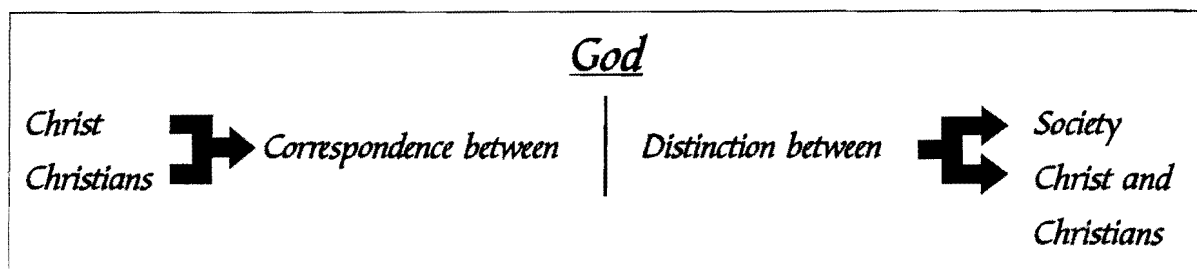 God
Christ
Christians
Correspondence between
Distinction between
Society
Christ and
Christians